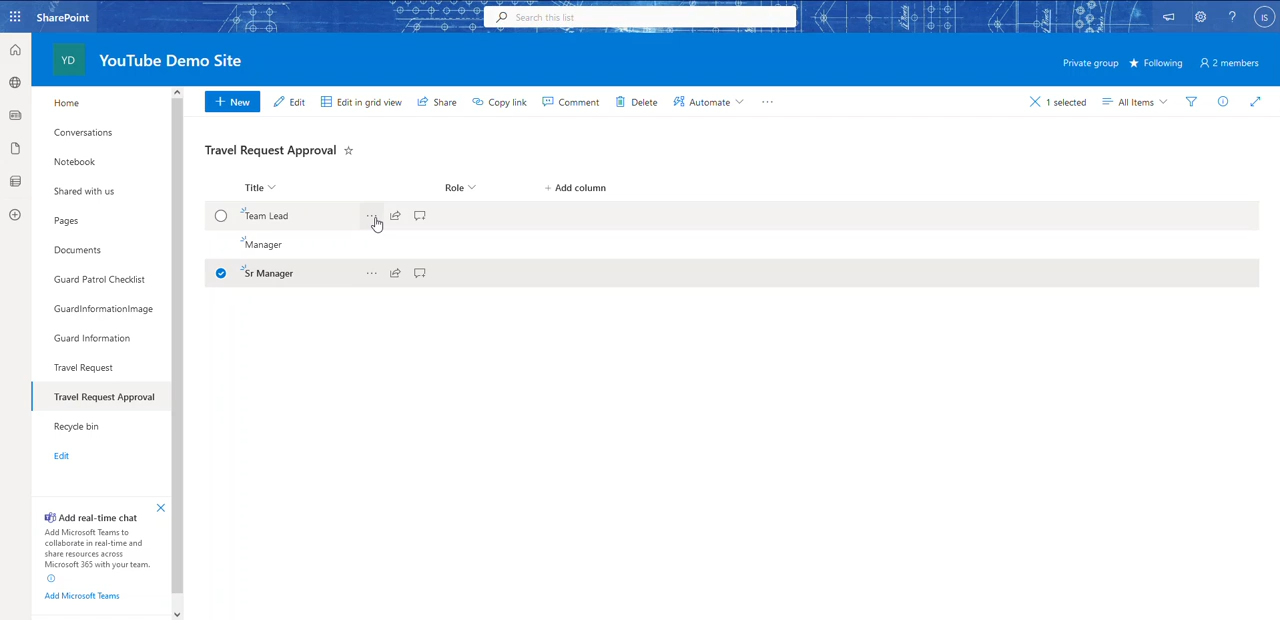 SharePoint
Search this list
IS
YD
YouTube Demo Site
Private group
Following
2 members
Home
Conversations
Notebook
Shared with us
Pages
Documents
Guard Patrol Checklist
GuardInformationImage
Guard Information
Travel Request
Travel Request Approval
Recycle bin
Edit
Add real-time chat
Add Microsoft Teams to
collaborate in real-time and
share resources across
Microsoft 365 with your team.
Add Microsoft Teams
+ New
Edit
Edit in grid view
Share
Copy link
Comment
Delete
Automate
...
1 selected
All Items
Travel Request Approval
Title
Role
+ Add column
Team Lead
Manager
Sr Manager